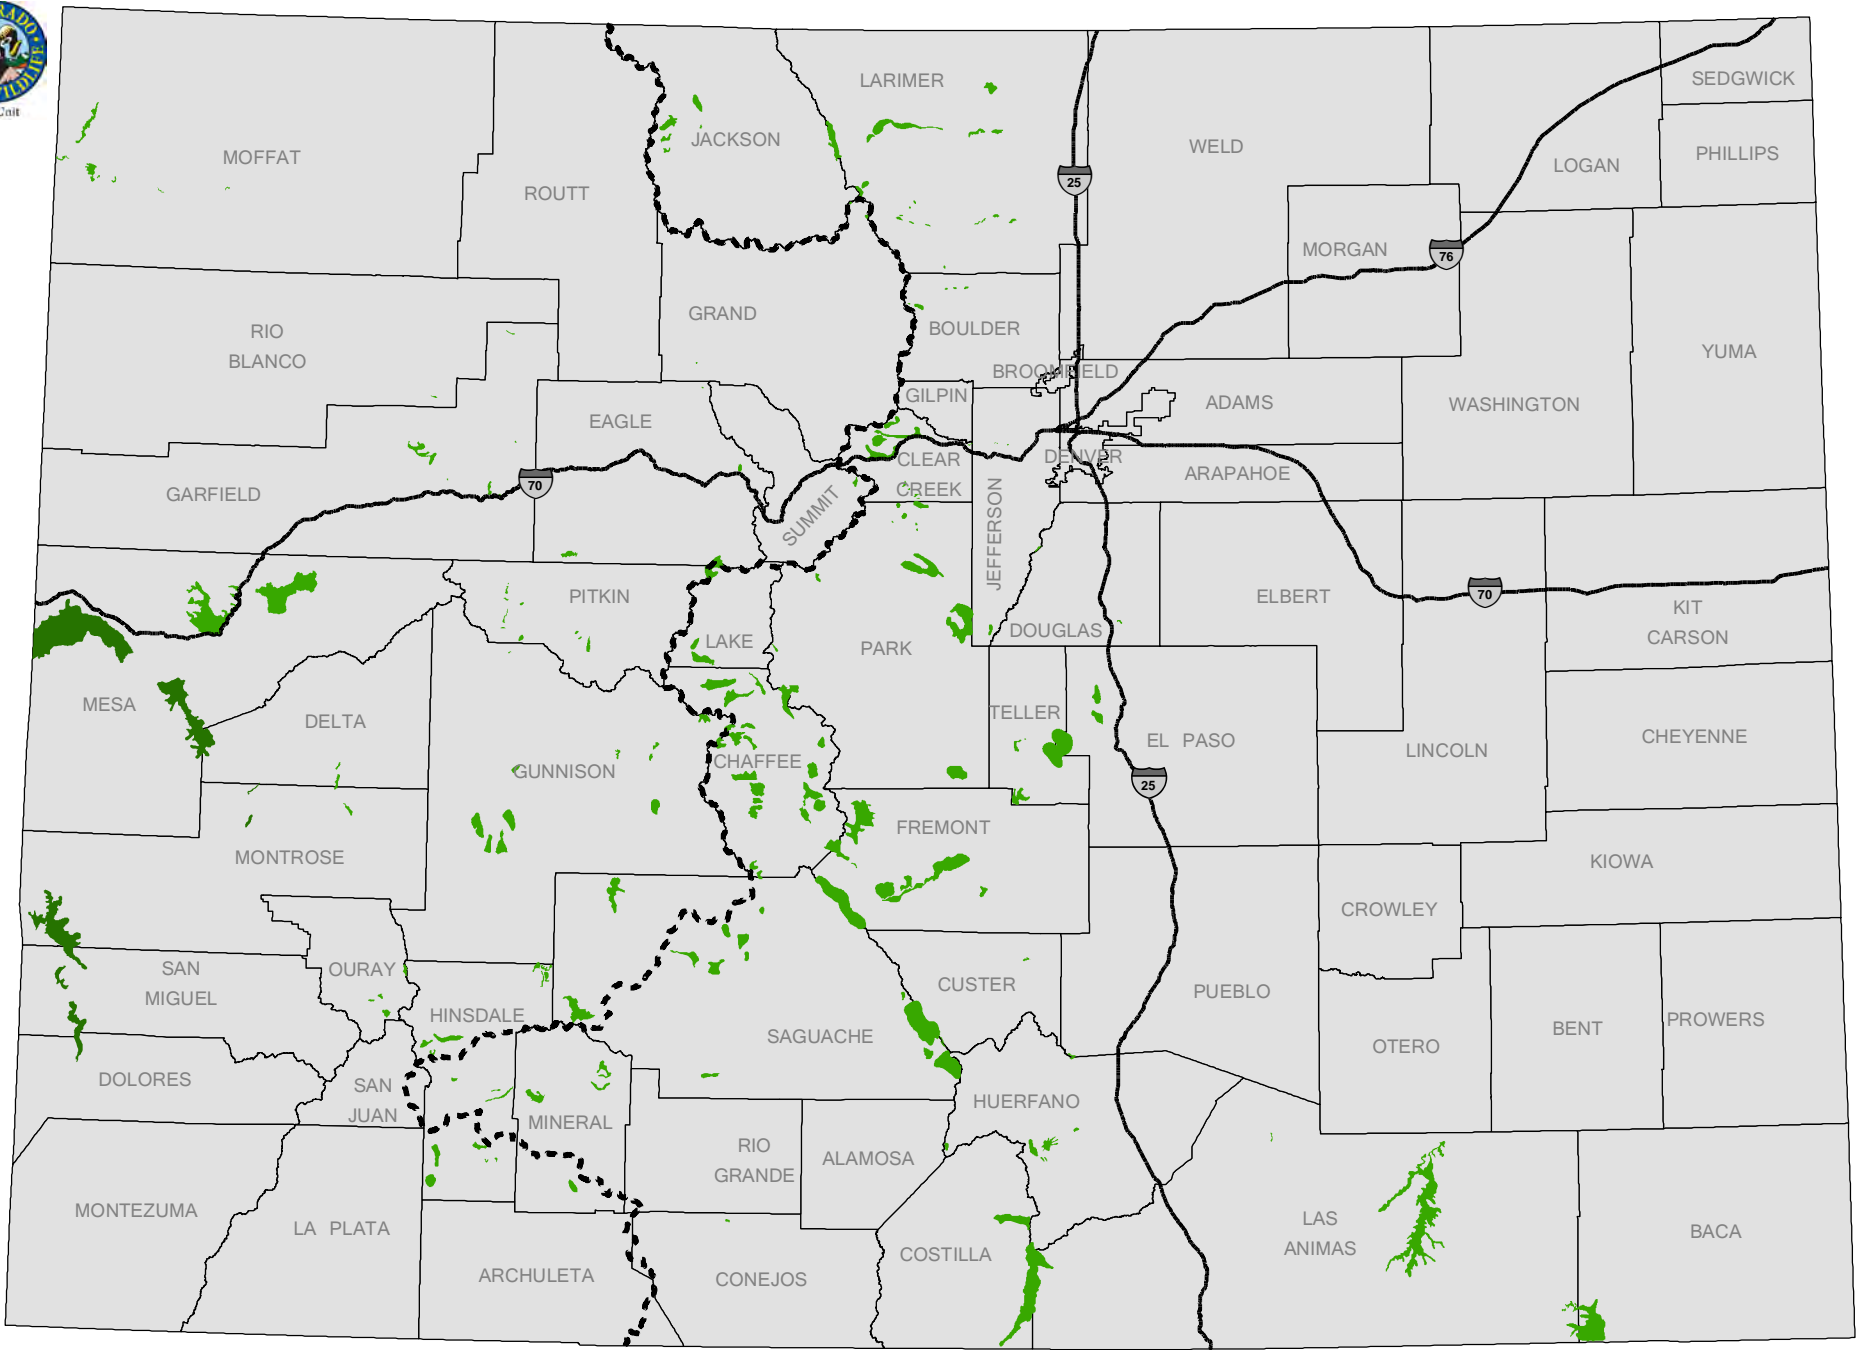 RADO
WILDLIFE
Unit
LARIMER
SEDGWICK
JACKSON
WELD
PHILLIPS
MOFFAT
LOGAN
25
ROUTT
MORGAN
76
GRAND
BOULDER
RIO
BLANCO
YUMA
BROOMFIELD
GILPIN
ADAMS
WASHINGTON
EAGLE
CLEAR
CREEK
DENVER
ARAPAHOE
70
GARFIELD
SUMMIT
JEFFERSON
PITKIN
ELBERT
70
KIT
CARSON
LAKE
PARK
DOUGLAS
MESA
DELTA
TELLER
EL PASO
LINCOLN
CHEYENNE
GUNNISON
CHAFFEE
25
FREMONT
MONTROSE
KIOWA
CROWLEY
SAN
MIGUEL
OURAY
CUSTER
PUEBLO
HINSDALE
SAGUACHE
BENT
PROWERS
OTERO
DOLORES
SAN
JUAN
HUERFANO
MINERAL
RIO
GRANDE
ALAMOSA
MONTEZUMA
LA PLATA
LAS
ANIMAS
BACA
COSTILLA
ARCHULETA
CONEJOS